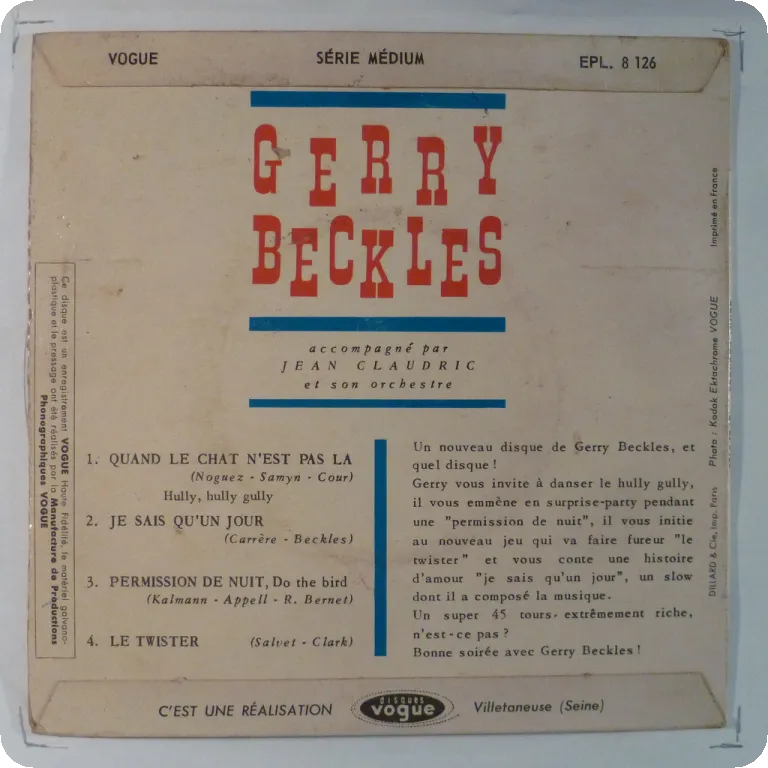 VOGUE SÉRIE MÉDIUM EPL. 8 126
GERRY
BECKLES
accompagné par
JEAN CLAUDRIC
et son orchestre
1. QUAND LE CHAT N'EST PAS LA
(Noguez - Samyn - Cour)
Hully, hully gully
2. JE SAIS QU'UN JOUR
(Carrère - Beckles)
3. PERMISSION DE NUIT, Do the bird
(Kalmann - Appell - R. Bernet)
4. LE TWISTER (Salvet - Clark)
Un nouveau disque de Gerry Beckles, et
quel disque !
Gerry vous invite à danser le hully gully,
il vous emmène en surprise-party pendant
une "permission de nuit", il vous initie
au nouveau jeu qui va faire fureur "le
twister" et vous conte une histoire
d'amour "je sais qu'un jour", un slow
dont il a composé la musique.
Un super 45 tours, extrêmement riche,
n'est-ce pas ?
Bonne soirée avec Gerry Beckles !
Ce disque est un enregistrement VOGUE Haute Fidélité, le matériel galvano-
plastique et le pressage ont été réalisés par la Manufacture de Productions
Phonographiques VOGUE
DILLARD & Cie, Imp. Paris Photo : Kodak Ektachrome VOGUE Imprimé en France
C'EST UNE RÉALISATION disques vogue Villetaneuse (Seine)